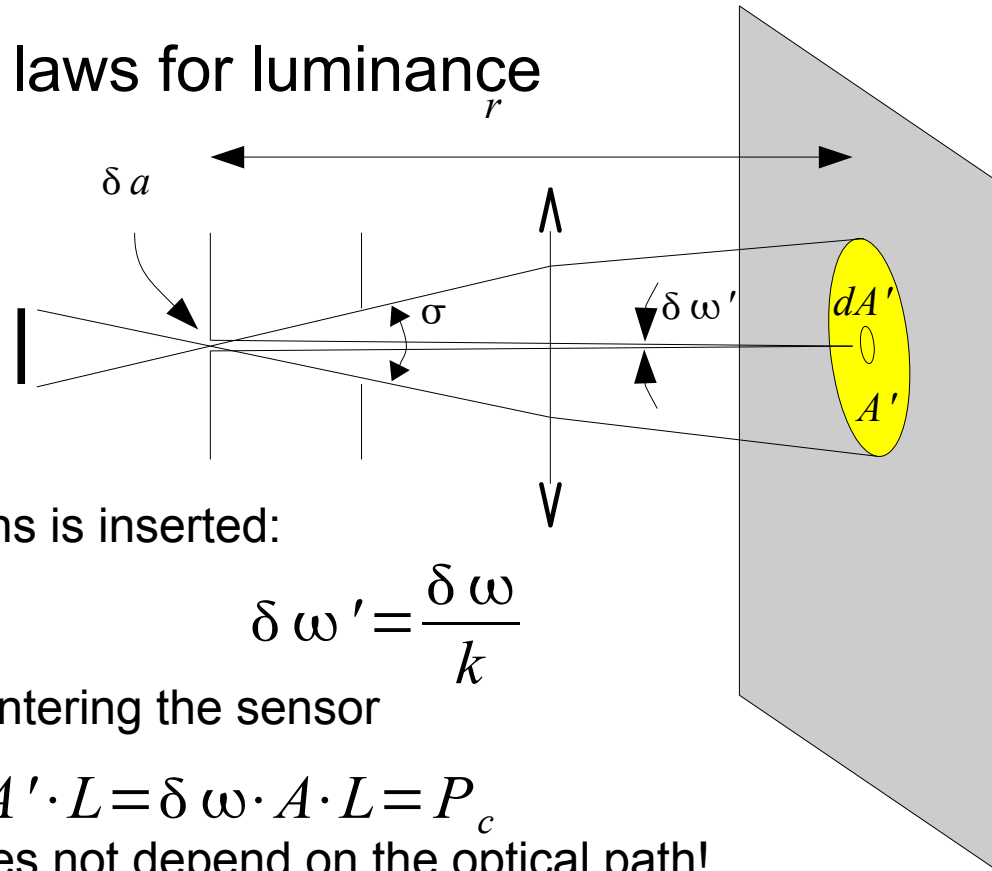 laws for luminance
r
δ a
σ
δ ω′
dA′
A′
ns is inserted:
δ ω′ = δ ω / k
ntering the sensor
A′·L=δ ω·A·L=P_c
es not depend on the optical path!